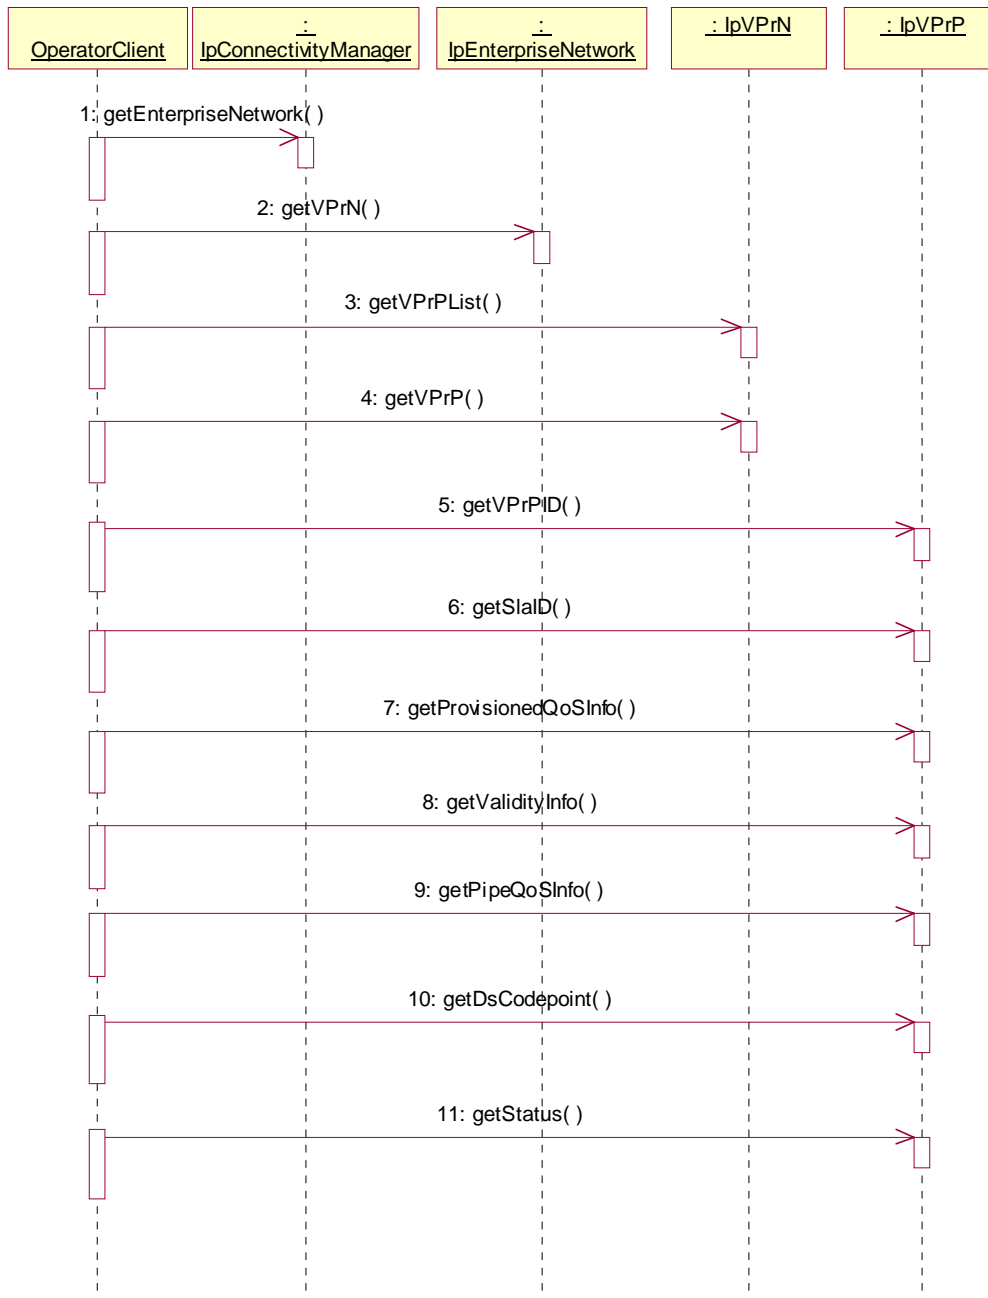 OperatorClient
:
IpConnectivityManager
:
IpEnterpriseNetwork
: IpVPrN
: IpVPrP
1: getEnterpriseNetwork( )
2: getVPrN( )
3: getVPrPList( )
4: getVPrP( )
5: getVPrPID( )
6: getSlaID( )
7: getProvisionedQoSInfo( )
8: getValidityInfo( )
9: getPipeQoSInfo( )
10: getDsCodepoint( )
11: getStatus( )